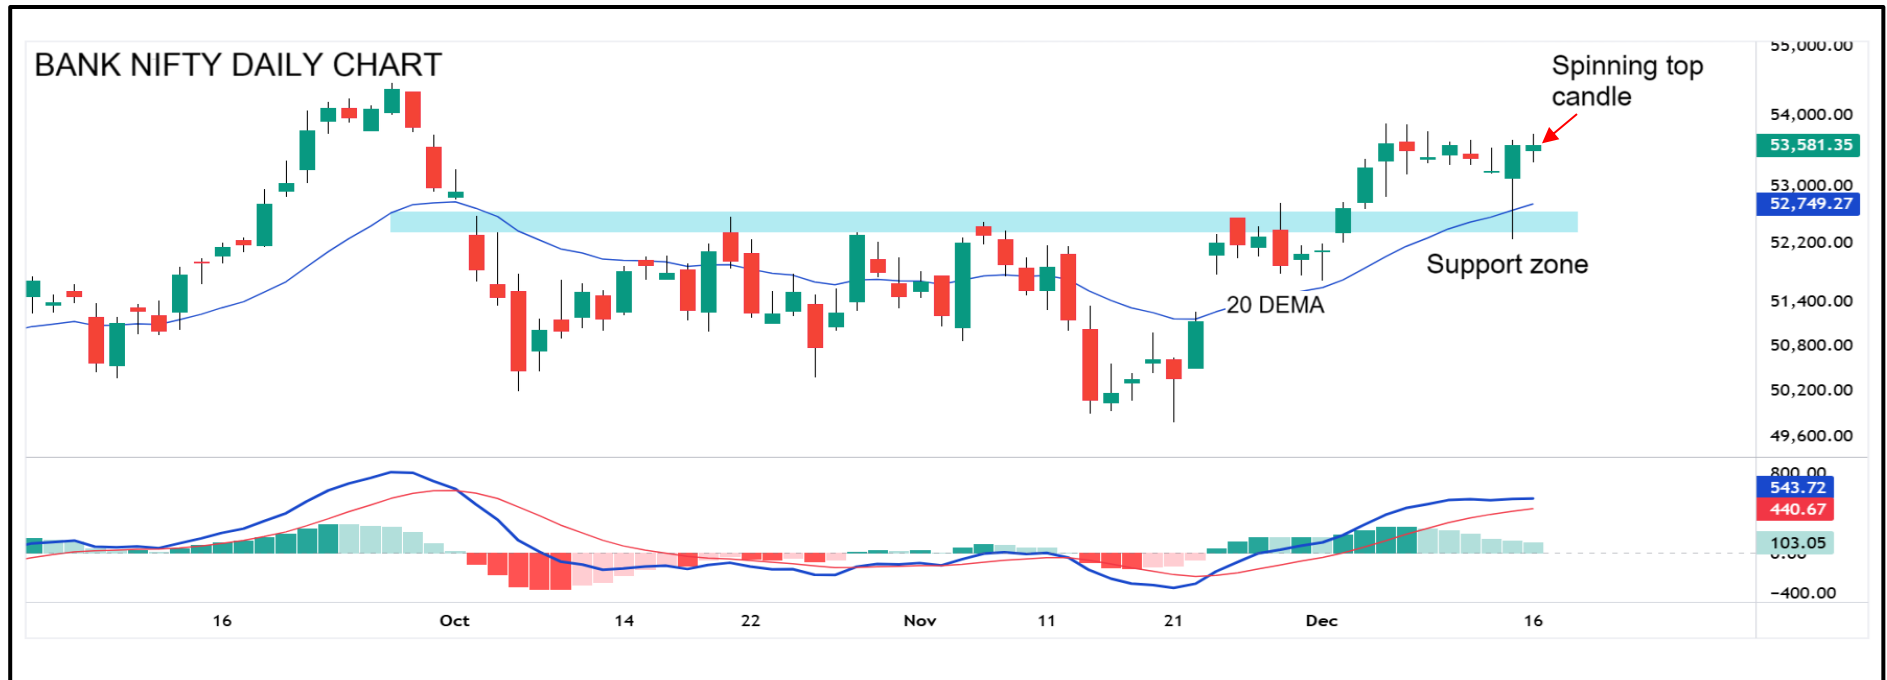 BANK NIFTY DAILY CHART
Spinning top
candle
55,000.00
54,000.00
53,581.35
53,000.00
52,749.27
52,200.00
Support zone
20 DEMA
51,400.00
50,800.00
50,200.00
49,600.00
800.00
543.72
440.67
103.05
0.00
−400.00
16
Oct
14
22
Nov
11
21
Dec
16